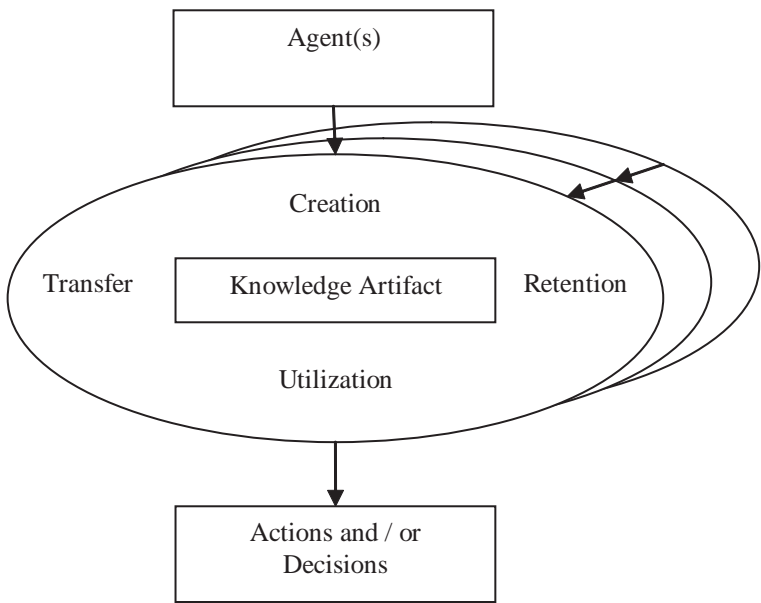 Agent(s)
Creation
Transfer
Knowledge Artifact
Retention
Utilization
Actions and / or
Decisions